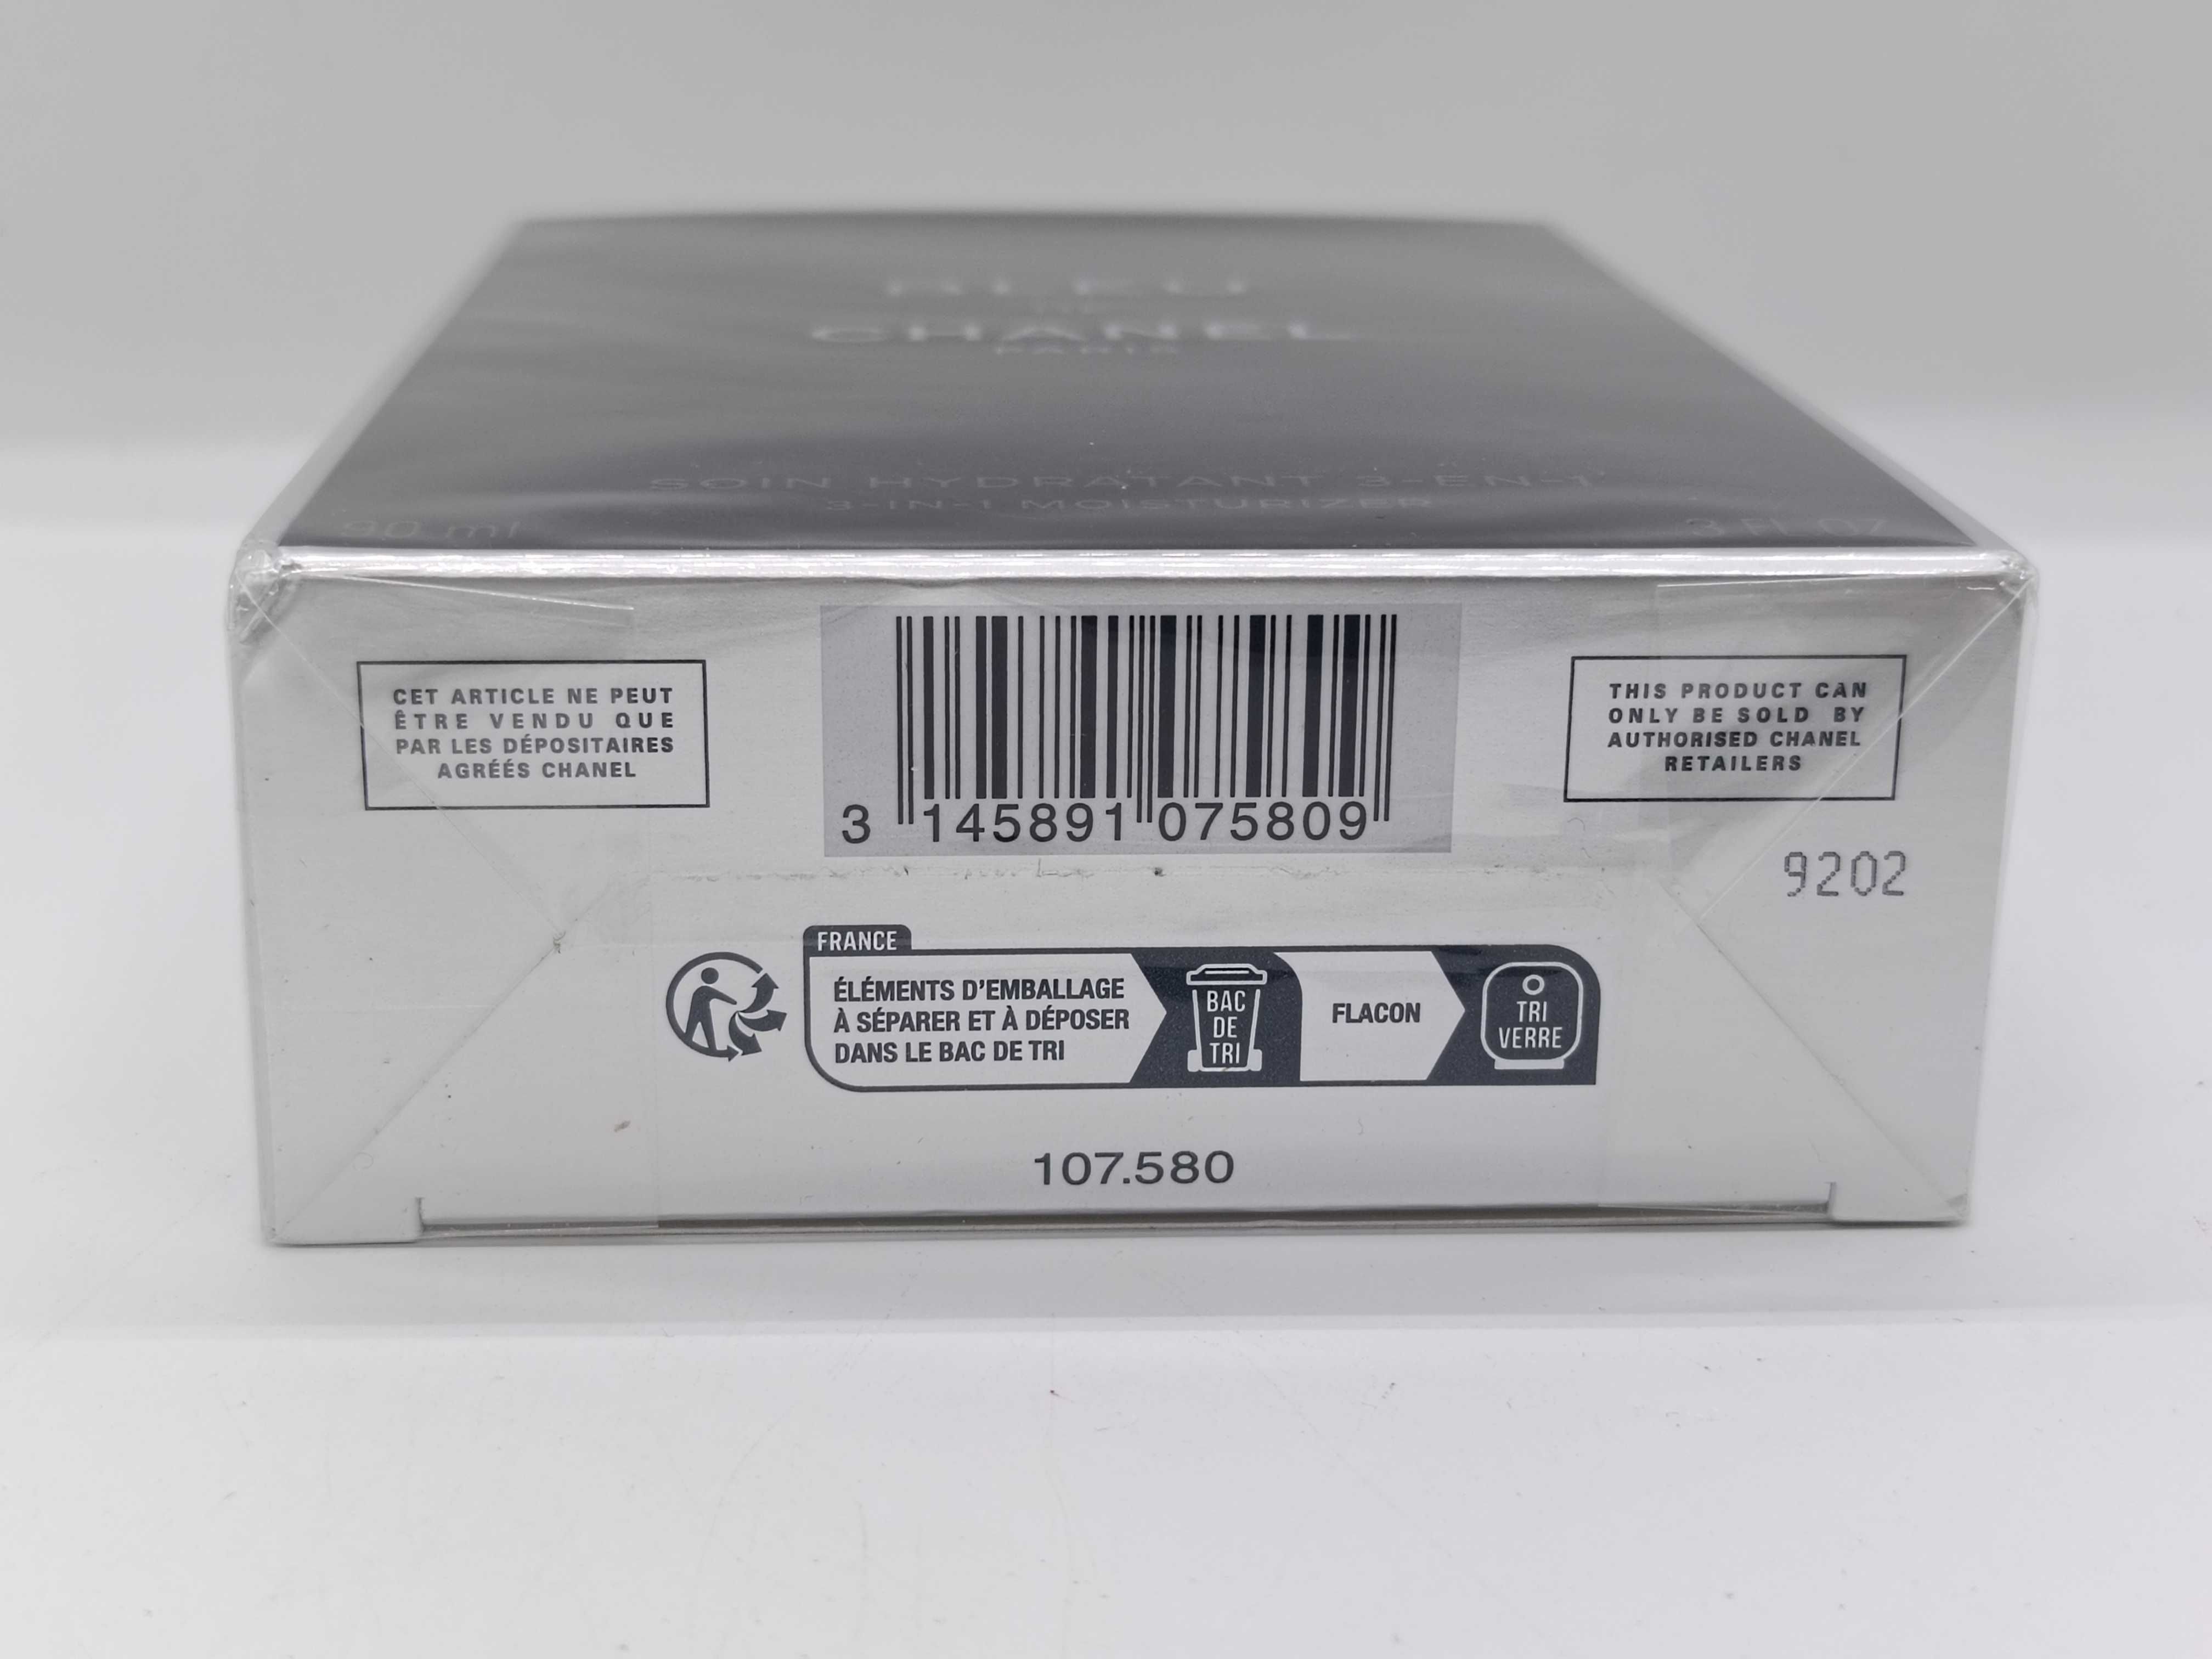 BLEU
DE
CHANEL
PARIS
SOIN HYDRATANT 3-EN-1
3-IN-1 MOISTURIZER
90 ml
3 FL. OZ
CET ARTICLE NE PEUT
ÊTRE VENDU QUE
PAR LES DÉPOSITAIRES
AGRÉÉS CHANEL
3 145891 075809
THIS PRODUCT CAN
ONLY BE SOLD BY
AUTHORISED CHANEL
RETAILERS
9202
FRANCE
ÉLÉMENTS D'EMBALLAGE
À SÉPARER ET À DÉPOSER
DANS LE BAC DE TRI
BAC
DE
TRI
FLACON
TRI
VERRE
107.580